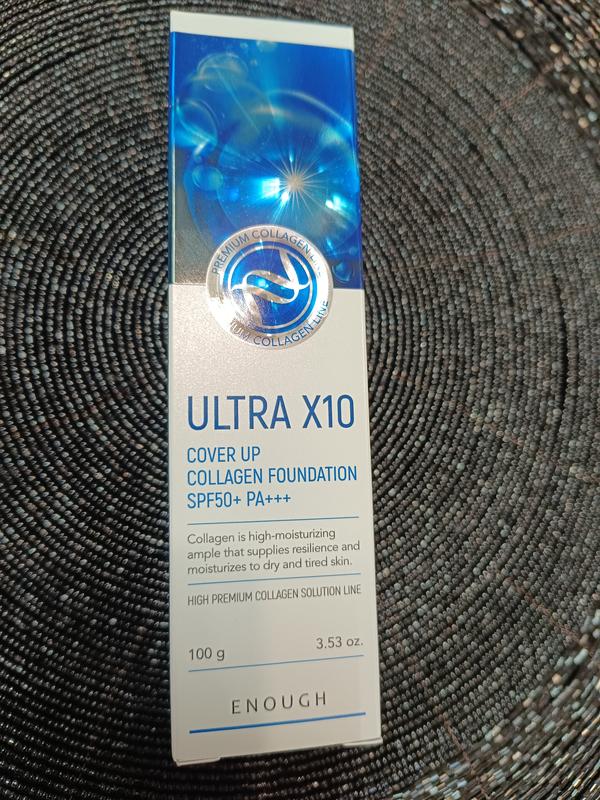 PREMIUM COLLAGEN LINE
COLLAGEN LINE
ULTRA X10
COVER UP
COLLAGEN FOUNDATION
SPF50+ PA+++
Collagen is high-moisturizing
ample that supplies resilience and
moisturizes to dry and tired skin.
HIGH PREMIUM COLLAGEN SOLUTION LINE
100 g
3.53 oz.
ENOUGH